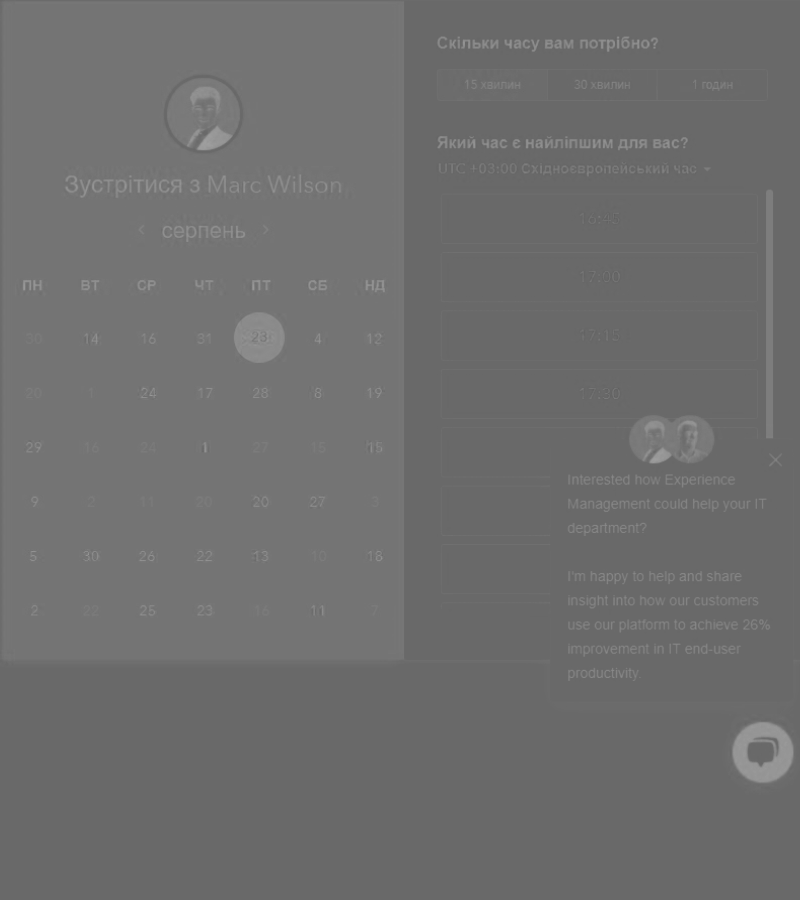 Зустрітися з Marc Wilson
серпень
ПН ВТ СР ЧТ ПТ СБ НД
30 14 16 31 23 4 12
20 1 24 17 28 8 19
29 16 24 1 27 18 15
9 2 11 20 20 27 3
5 30 26 22 13 10 18
2 22 25 23 16 11 7
Скільки часу вам потрібно?
15 хвилин 30 хвилин 1 годин
Який час є найліпшим для вас?
UTC +03:00 Східноєвропейський час
16:45
17:00
17:15
17:30
Interested how Experience
Management could help your IT
department?
I'm happy to help and share
insight into how our customers
use our platform to achieve 26%
improvement in IT end-user
productivity